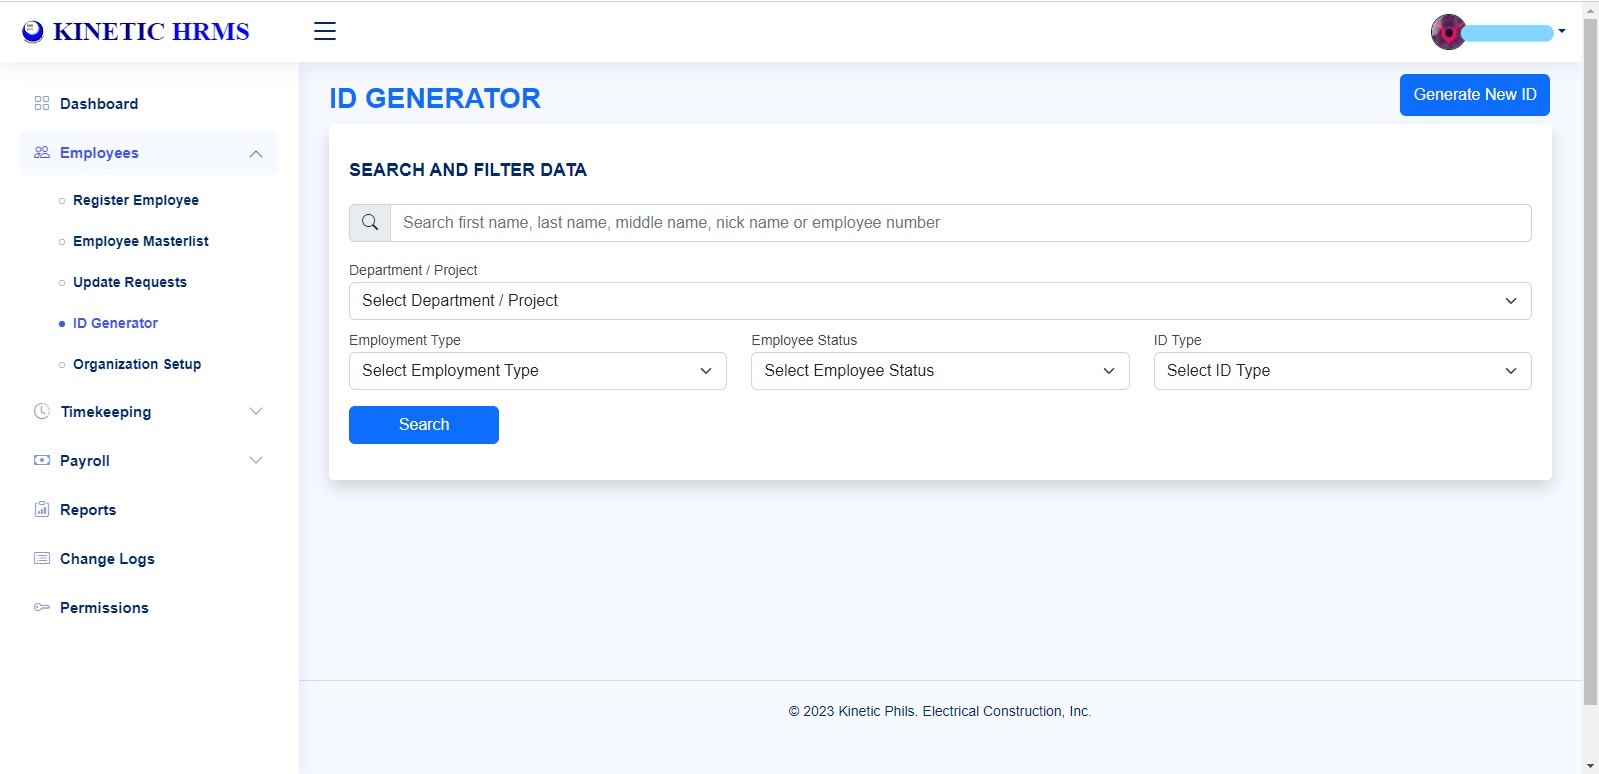 KINETIC HRMS
Dashboard
Employees
Register Employee
Employee Masterlist
Update Requests
ID Generator
Organization Setup
Timekeeping
Payroll
Reports
Change Logs
Permissions
ID GENERATOR
Generate New ID
SEARCH AND FILTER DATA
Search first name, last name, middle name, nick name or employee number
Department / Project
Select Department / Project
Employment Type
Employee Status
ID Type
Select Employment Type
Select Employee Status
Select ID Type
Search
© 2023 Kinetic Phils. Electrical Construction, Inc.